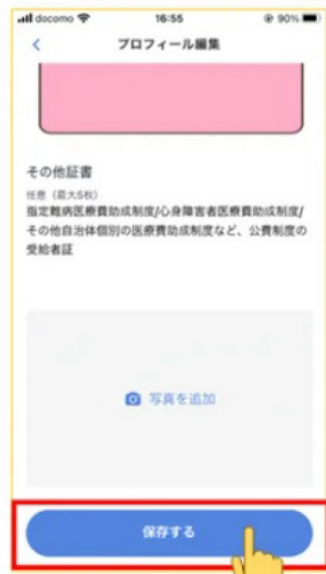 docomo 16:55 90%
プロフィール編集
その他証書
任意（最大5枚）
指定難病医療費助成制度/心身障害者医療費助成制度/
その他自治体個別の医療費助成制度など、公費制度の
受給者証
写真を追加
保存する